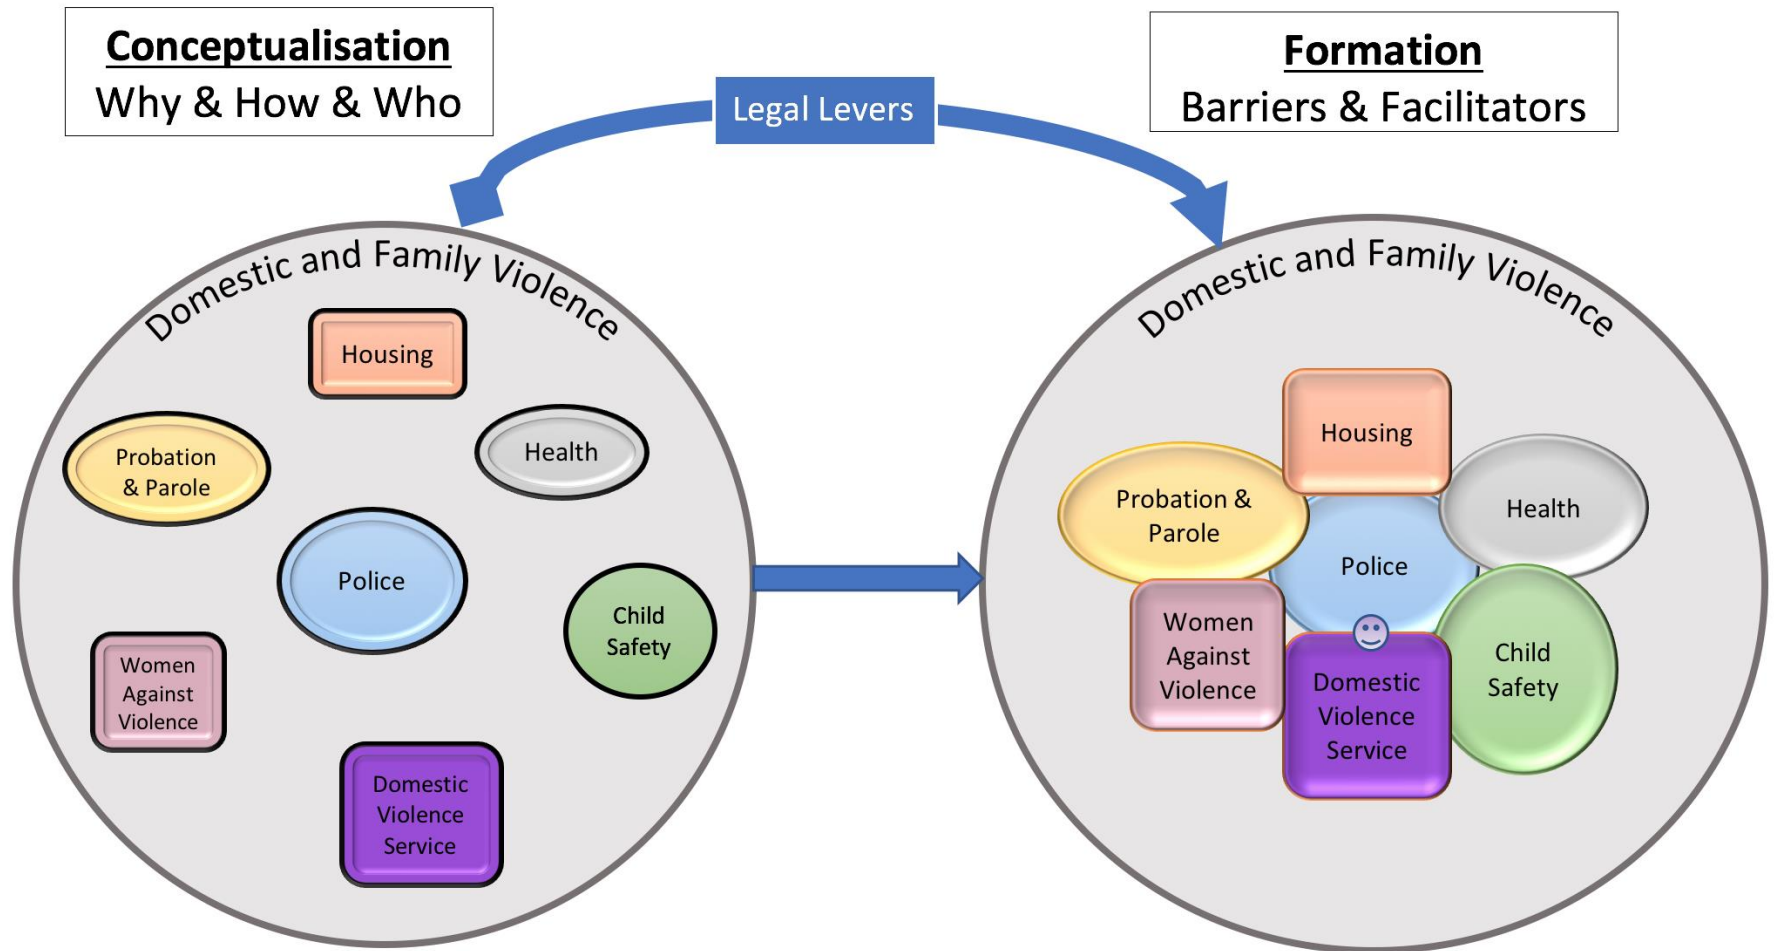 Conceptualisation
Why & How & Who
Legal Levers
Formation
Barriers & Facilitators
Domestic and Family Violence
Housing
Probation
& Parole
Health
Police
Child
Safety
Women
Against
Violence
Domestic
Violence
Service
Domestic and Family Violence
Housing
Probation &
Parole
Health
Police
Women
Against
Violence
Child
Safety
Domestic
Violence
Service